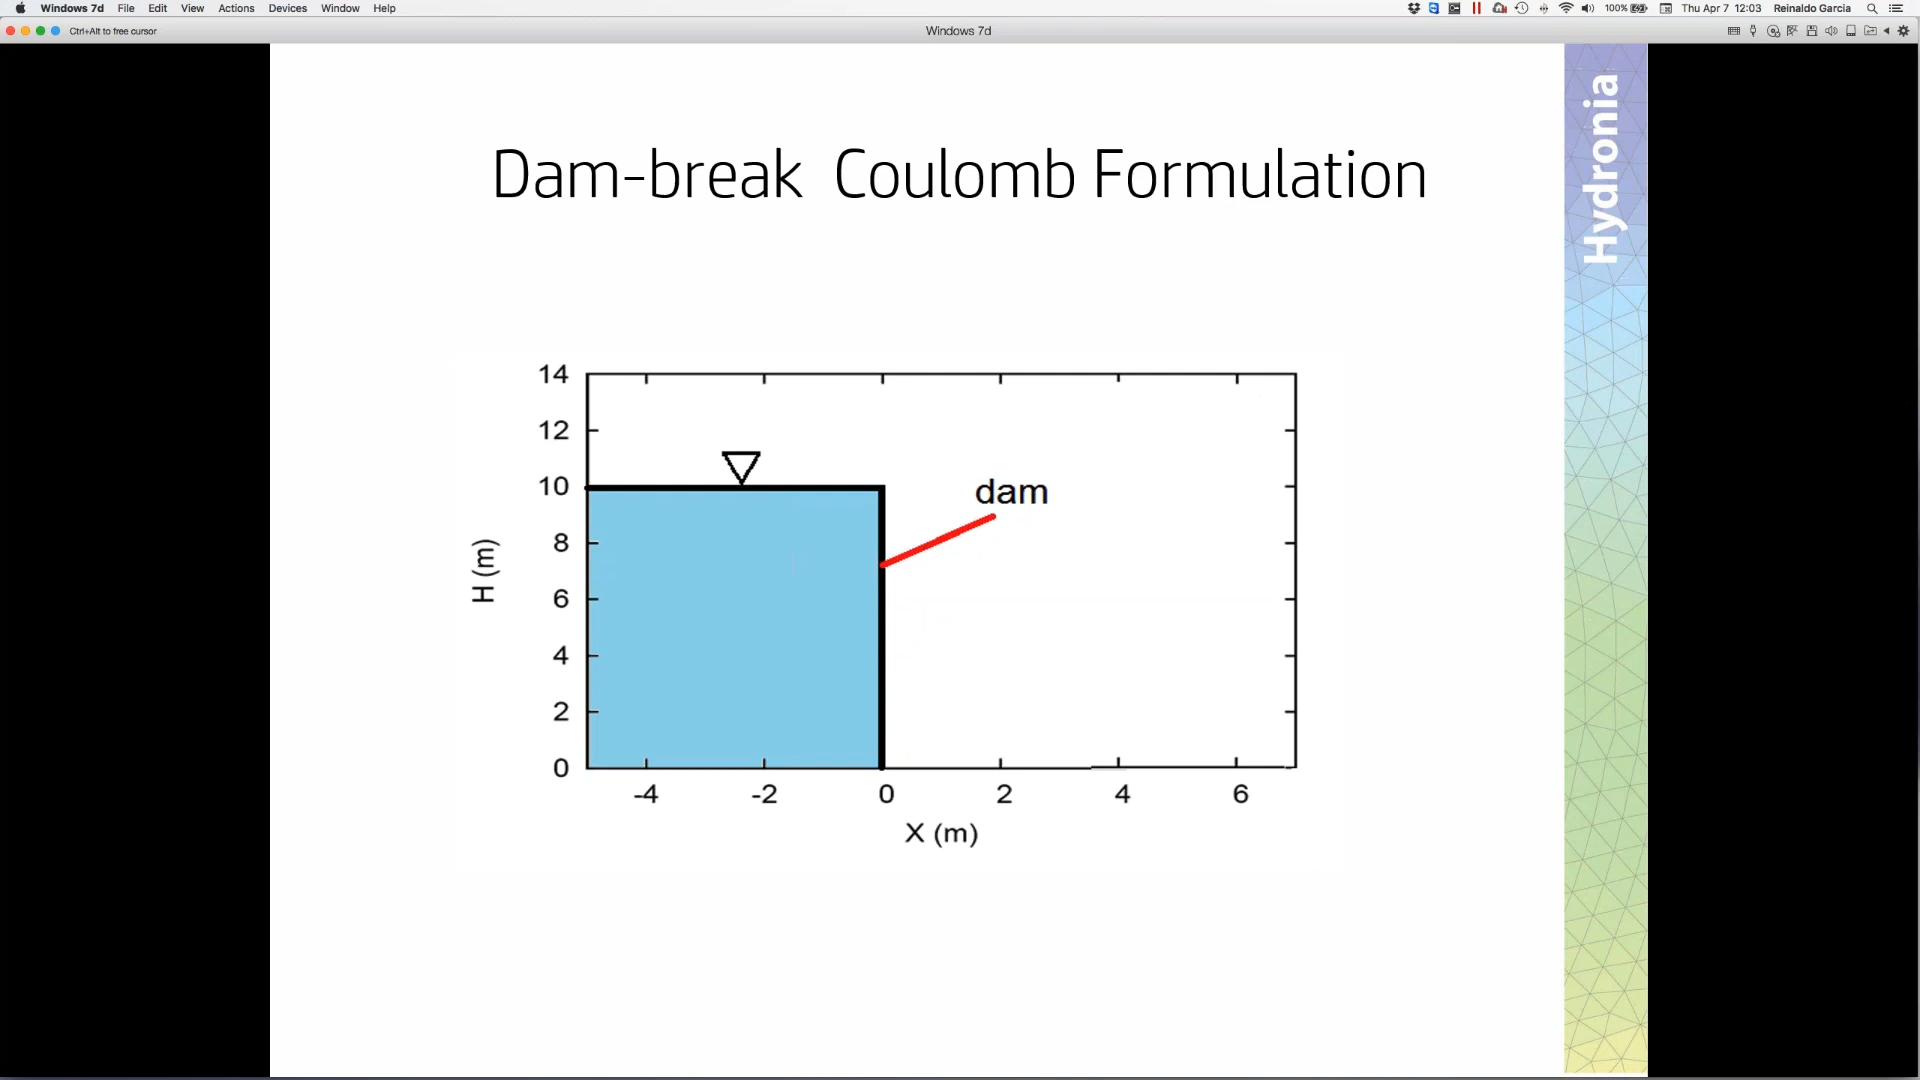 Windows 7d File Edit View Actions Devices Window Help 100% Thu Apr 7 12:03 Reinaldo Garcia
Ctrl+Alt to free cursor Windows 7d
Hydronia
Dam-break Coulomb Formulation
14
12
10
8
6
4
2
0
H (m)
dam
-4 -2 0 2 4 6
X (m)